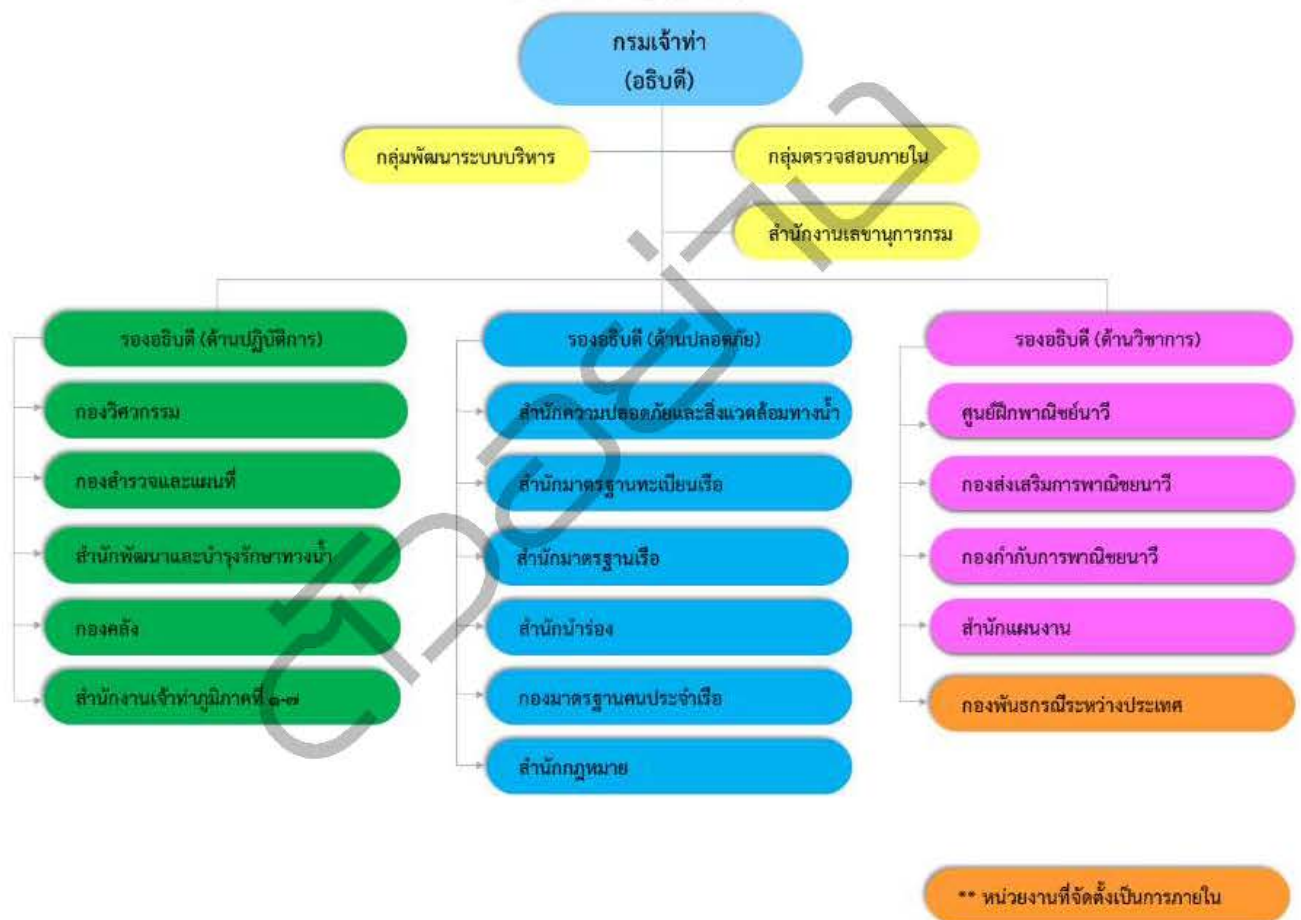 กรมเจ้าท่า
(อธิบดี)
กลุ่มพัฒนาระบบบริหาร
กลุ่มตรวจสอบภายใน
สำนักงานเลขานุการกรม
รองอธิบดี (ด้านปฏิบัติการ)
กองวิศวกรรม
กองสำรวจและแผนที่
สำนักพัฒนาและบำรุงรักษาทางน้ำ
กองคลัง
สำนักงานเจ้าท่าภูมิภาคที่ ๑-๗
รองอธิบดี (ด้านปลอดภัย)
สำนักความปลอดภัยและสิ่งแวดล้อมทางน้ำ
สำนักมาตรฐานทะเบียนเรือ
สำนักมาตรฐานเรือ
สำนักนำร่อง
กองมาตรฐานคนประจำเรือ
สำนักกฎหมาย
รองอธิบดี (ด้านวิชาการ)
ศูนย์ฝึกพาณิชย์นาวี
กองส่งเสริมการพาณิชยนาวี
กองกำกับการพาณิชยนาวี
สำนักแผนงาน
กองพันธกรณีระหว่างประเทศ
** หน่วยงานที่จัดตั้งเป็นการภายใน
ตัวอย่าง